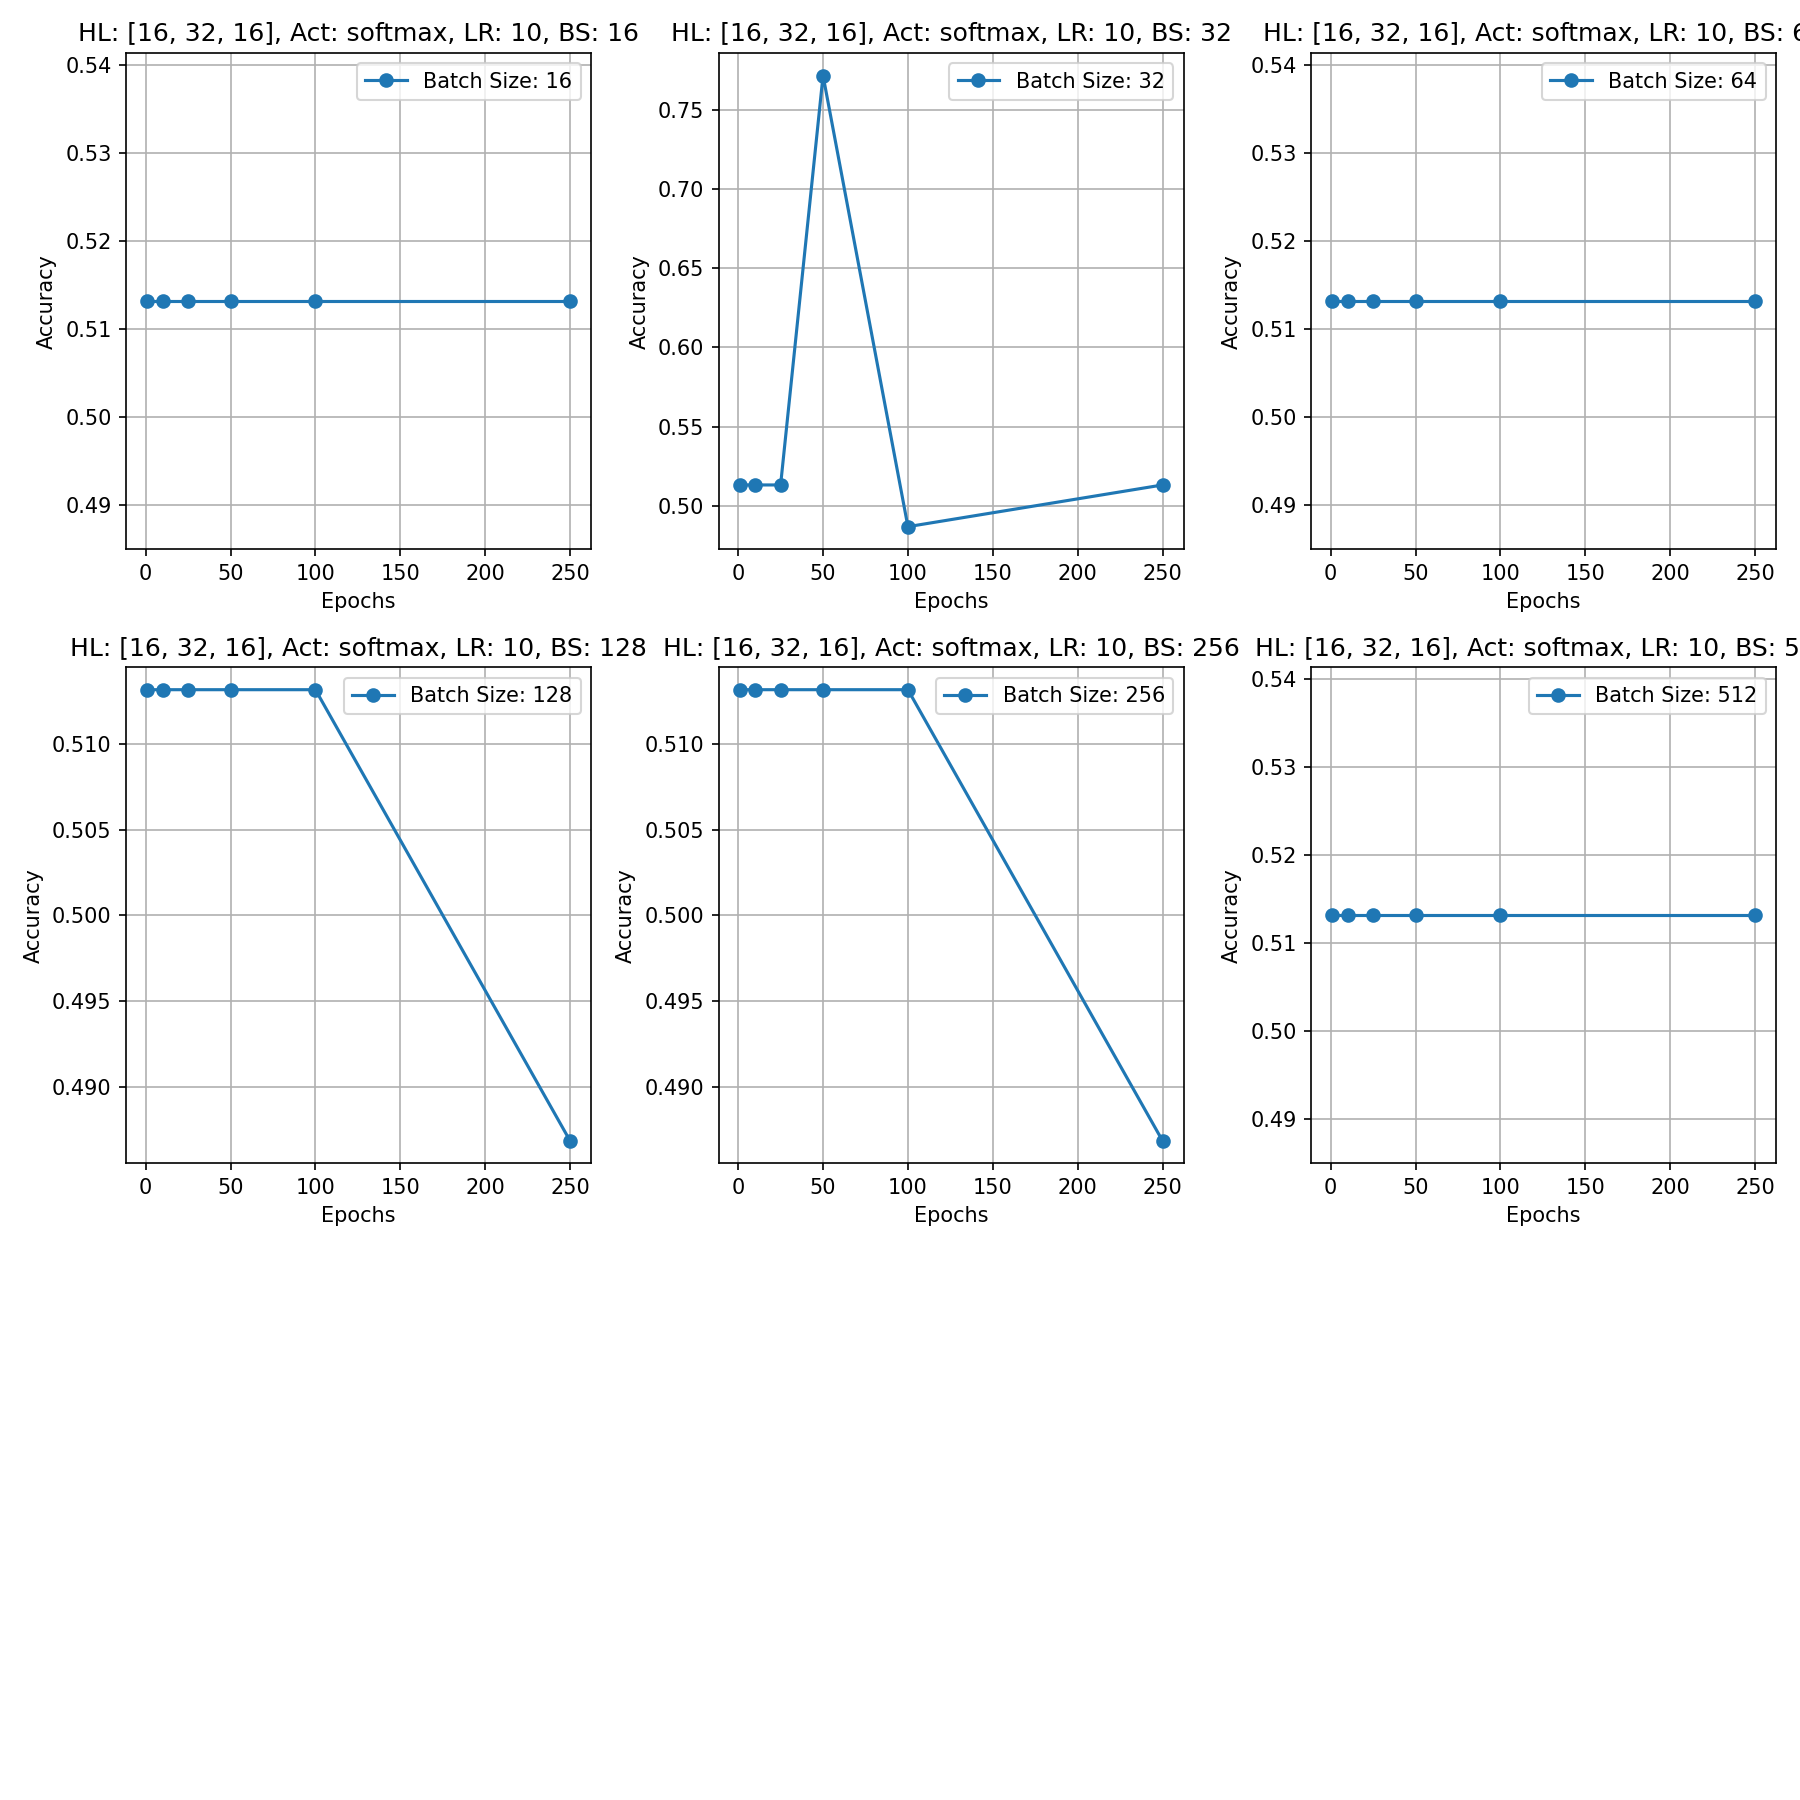 HL: [16, 32, 16], Act: softmax, LR: 10, BS: 16
Batch Size: 16
0.54
0.53
0.52
0.51
0.50
0.49
Accuracy
0 50 100 150 200 250
Epochs
HL: [16, 32, 16], Act: softmax, LR: 10, BS: 32
Batch Size: 32
0.75
0.70
0.65
0.60
0.55
0.50
Accuracy
0 50 100 150 200 250
Epochs
HL: [16, 32, 16], Act: softmax, LR: 10, BS: 6
Batch Size: 64
0.54
0.53
0.52
0.51
0.50
0.49
Accuracy
0 50 100 150 200 250
Epochs
HL: [16, 32, 16], Act: softmax, LR: 10, BS: 128
Batch Size: 128
0.510
0.505
0.500
0.495
0.490
Accuracy
0 50 100 150 200 250
Epochs
HL: [16, 32, 16], Act: softmax, LR: 10, BS: 256
Batch Size: 256
0.510
0.505
0.500
0.495
0.490
Accuracy
0 50 100 150 200 250
Epochs
HL: [16, 32, 16], Act: softmax, LR: 10, BS: 5
Batch Size: 512
0.54
0.53
0.52
0.51
0.50
0.49
Accuracy
0 50 100 150 200 250
Epochs